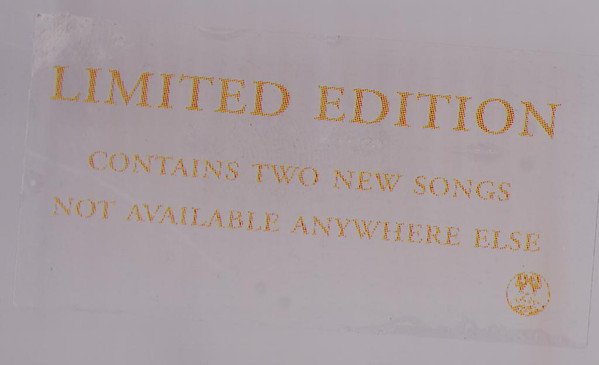 LIMITED EDITION
CONTAINS TWO NEW SONGS
NOT AVAILABLE ANYWHERE ELSE